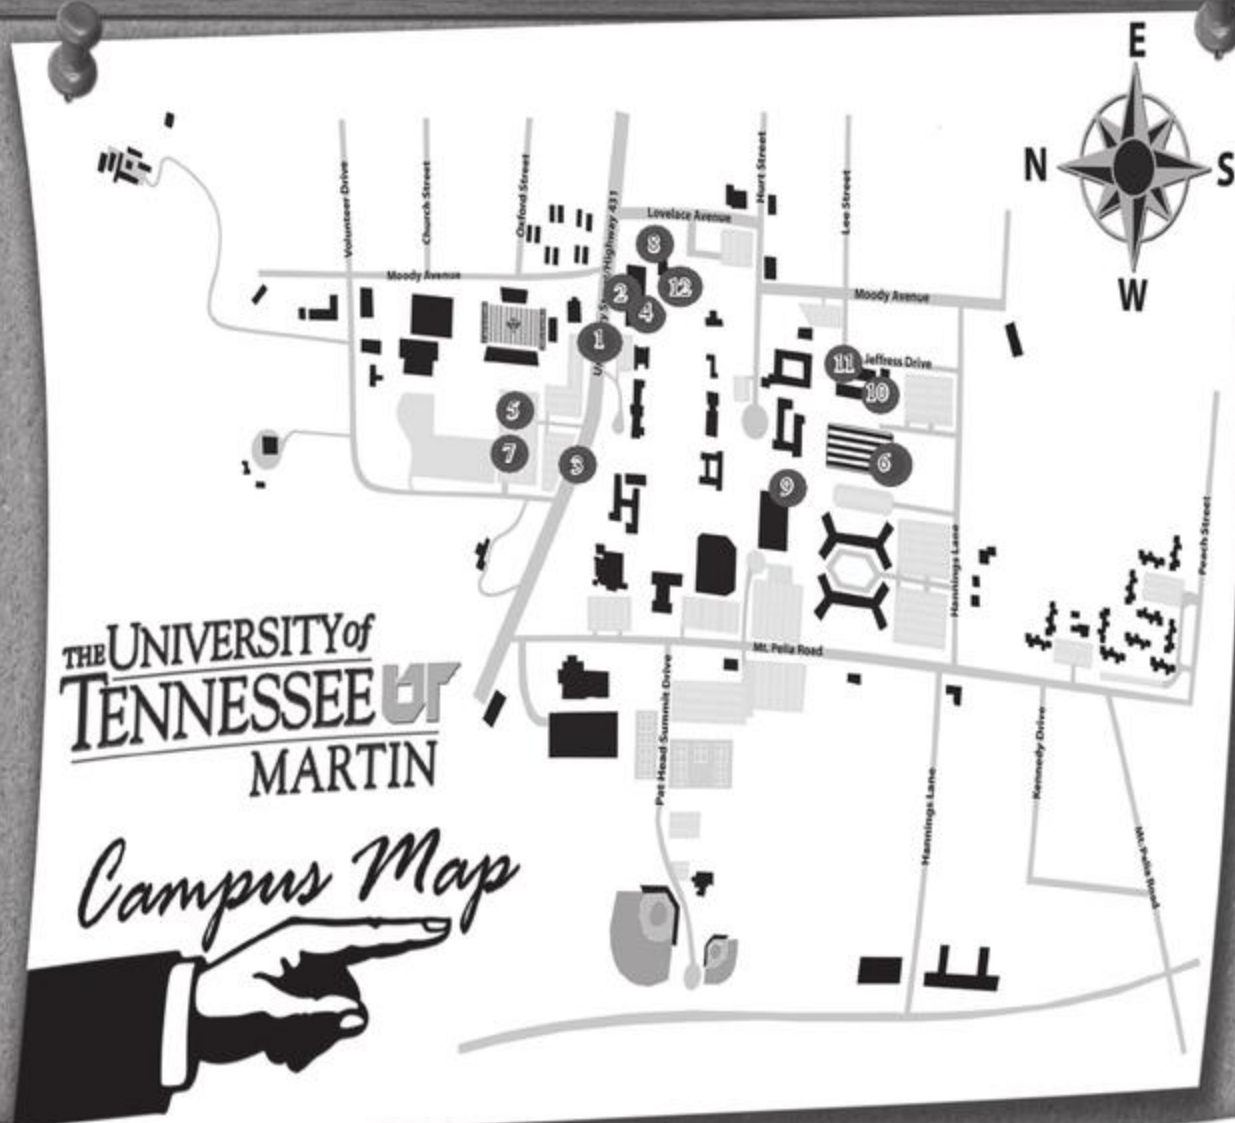 E
N
S
W
Volunteer Drive
Church Street
Oxford Street
Hurt Street
Lee Street
Lovelace Avenue
Moody Avenue
Moody Avenue
Jeffress Drive
8
2
12
4
1
11
10
5
7
3
6
9
Hannings Lane
Peach Street
Mt. Pelia Road
Pat Head Summit Drive
Hannings Lane
Kennedy Drive
Mt. Pelia Road
THE UNIVERSITY of
TENNESSEE UT
MARTIN
Campus Map